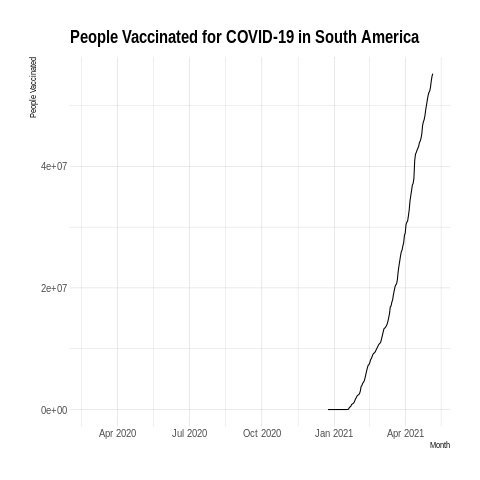 People Vaccinated for COVID-19 in South America
People Vaccinated
4e+07
2e+07
0e+00
Apr 2020 Jul 2020 Oct 2020 Jan 2021 Apr 2021
Month